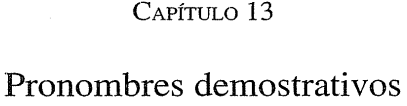 CAPÍTULO 13
Pronombres demostrativos